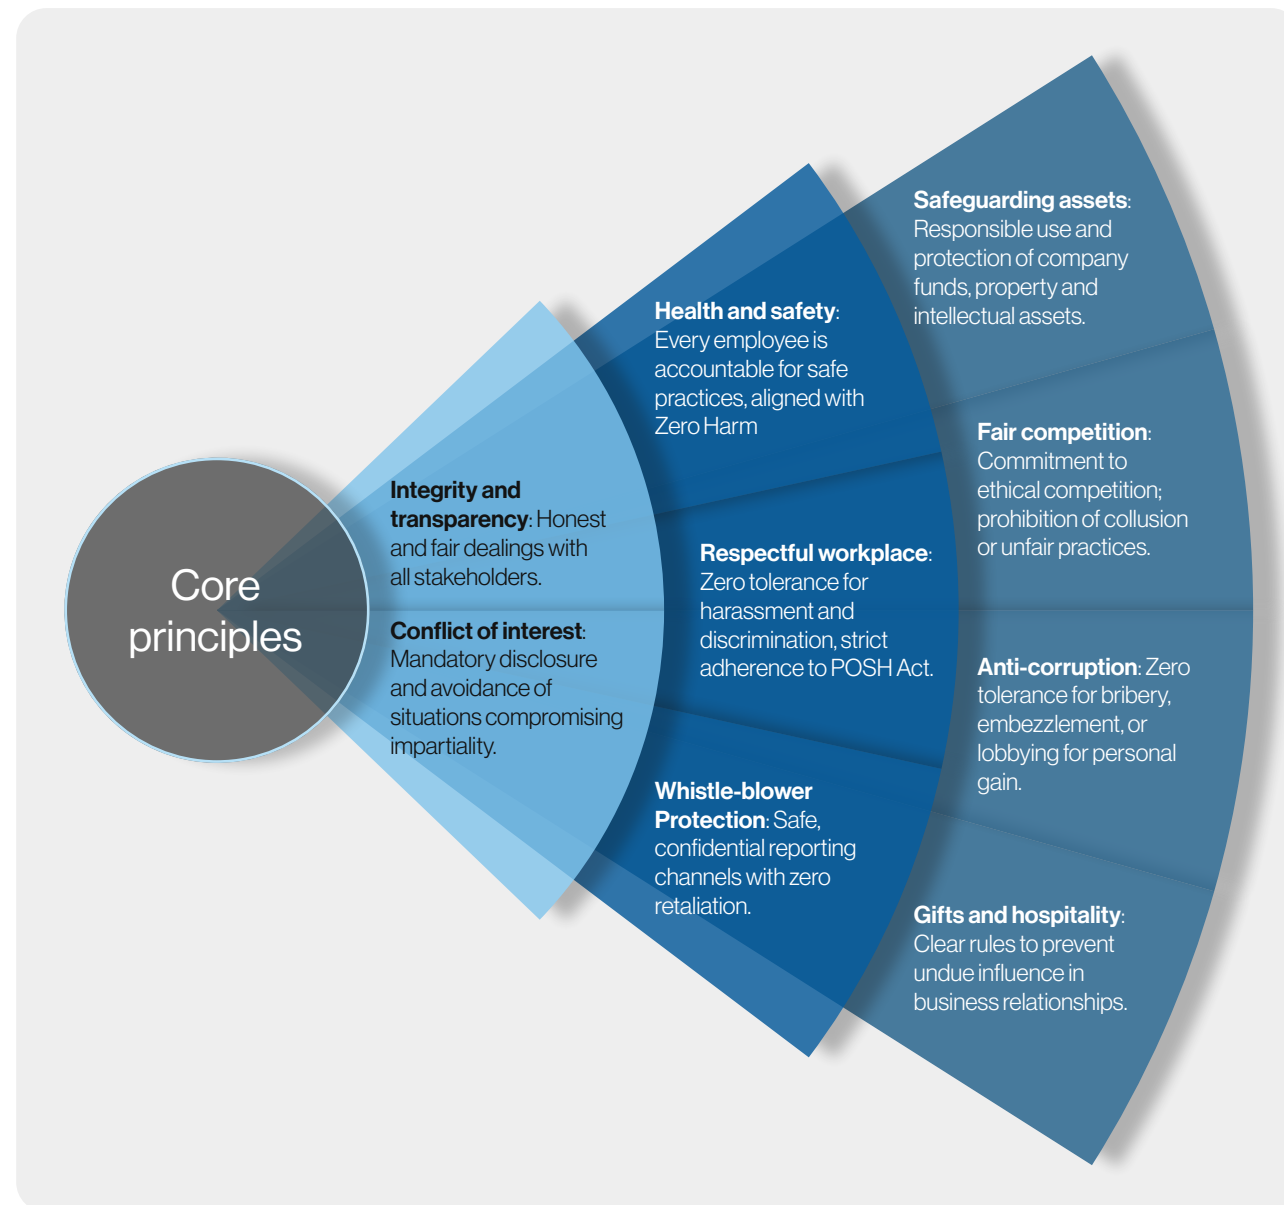 Core
principles
Integrity and
transparency: Honest
and fair dealings with
all stakeholders.
Conflict of interest:
Mandatory disclosure
and avoidance of
situations compromising
impartiality.
Health and safety:
Every employee is
accountable for safe
practices, aligned with
Zero Harm
Respectful workplace:
Zero tolerance for
harassment and
discrimination, strict
adherence to POSH Act.
Whistle-blower
Protection: Safe,
confidential reporting
channels with zero
retaliation.
Safeguarding assets:
Responsible use and
protection of company
funds, property and
intellectual assets.
Fair competition:
Commitment to
ethical competition;
prohibition of collusion
or unfair practices.
Anti-corruption: Zero
tolerance for bribery,
embezzlement, or
lobbying for personal
gain.
Gifts and hospitality:
Clear rules to prevent
undue influence in
business relationships.